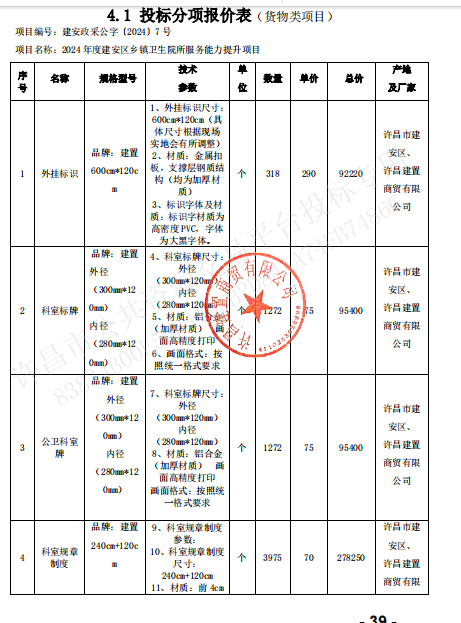 4.1 投标分项报价表（货物类项目）
项目编号：建安政采公字〔2024〕7号
项目名称：2024年度建安区乡镇卫生院所服务能力提升项目
序号 名称 规格型号 技术参数 单位 数量 单价 总价 产地及厂家
1
外挂标识
品牌：建置
600cm*120c
m
1、外挂标识尺寸：
600cm*120cm（具
体尺寸根据现场
实地会有所调整）
2、材质：金属扣
板，支撑层钢质
结构（均为加厚材
质）
3、标识字体及材
质：标识字材质为
高密度PVC，字体
为大黑字体。
个
318
290
92220
许昌市建
安区、
许昌建置
商贸有限
公司
2
科室标牌
品牌：建置
外径
（300mm*12
0mm）
内径
（280mm*12
0mm）
4、科室标牌尺寸：
外径
（300mm*120mm）
内径
（280mm*120mm）
5、材质：铝合金
（加厚材质） 画
面高精度打印
6、画面格式：按
照统一格式要求
个
1272
75
95400
许昌市建
安区、
许昌建置
商贸有限
公司
3
公卫科室
牌
品牌：建置
外径
（300mm*12
0mm）
内径
（280mm*12
0mm）
7、科室标牌尺寸：
外径
（300mm*120mm）
内径
（280mm*120mm）
8、材质：铝合金
（加厚材质） 画
面高精度打印
画面格式：按照统
一格式要求
个
1272
75
95400
许昌市建
安区、
许昌建置
商贸有限
公司
4
科室规章
制度
品牌：建置
240cm+120c
m
9、科室规章制度
参数：
10、科室规章制度
尺寸：
240cm+120cm
11、材质：前4cm
个
3975
70
278250
许昌市建
安区、
许昌建置
商贸有限
- 39 -